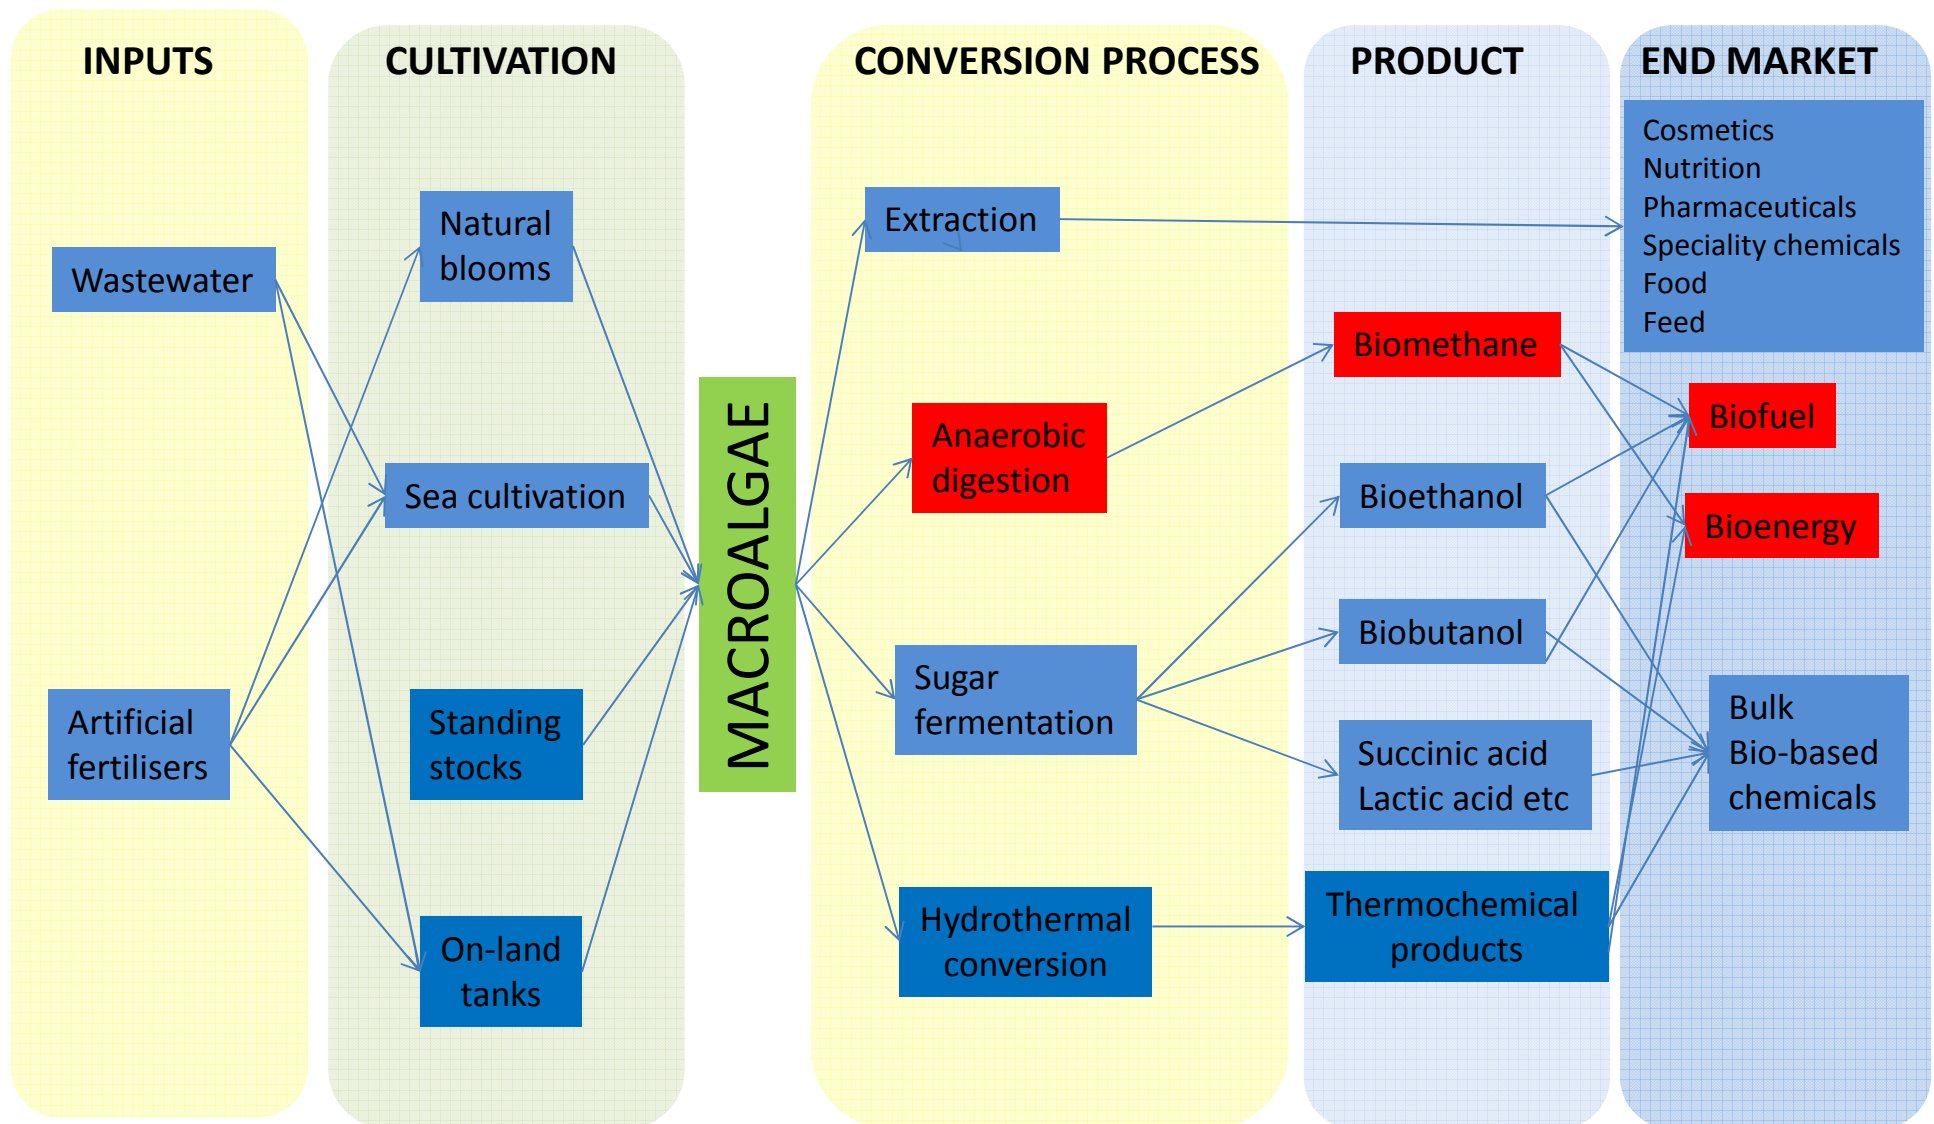 INPUTS
CULTIVATION
CONVERSION PROCESS
PRODUCT
END MARKET
Wastewater
Artificial
fertilisers
Natural
blooms
Sea cultivation
Standing
stocks
On-land
tanks
MACROALGAE
Extraction
Anaerobic
digestion
Sugar
fermentation
Hydrothermal
conversion
Biomethane
Bioethanol
Biobutanol
Succinic acid
Lactic acid etc
Thermochemical
products
Cosmetics
Nutrition
Pharmaceuticals
Speciality chemicals
Food
Feed
Biofuel
Bioenergy
Bulk
Bio-based
chemicals